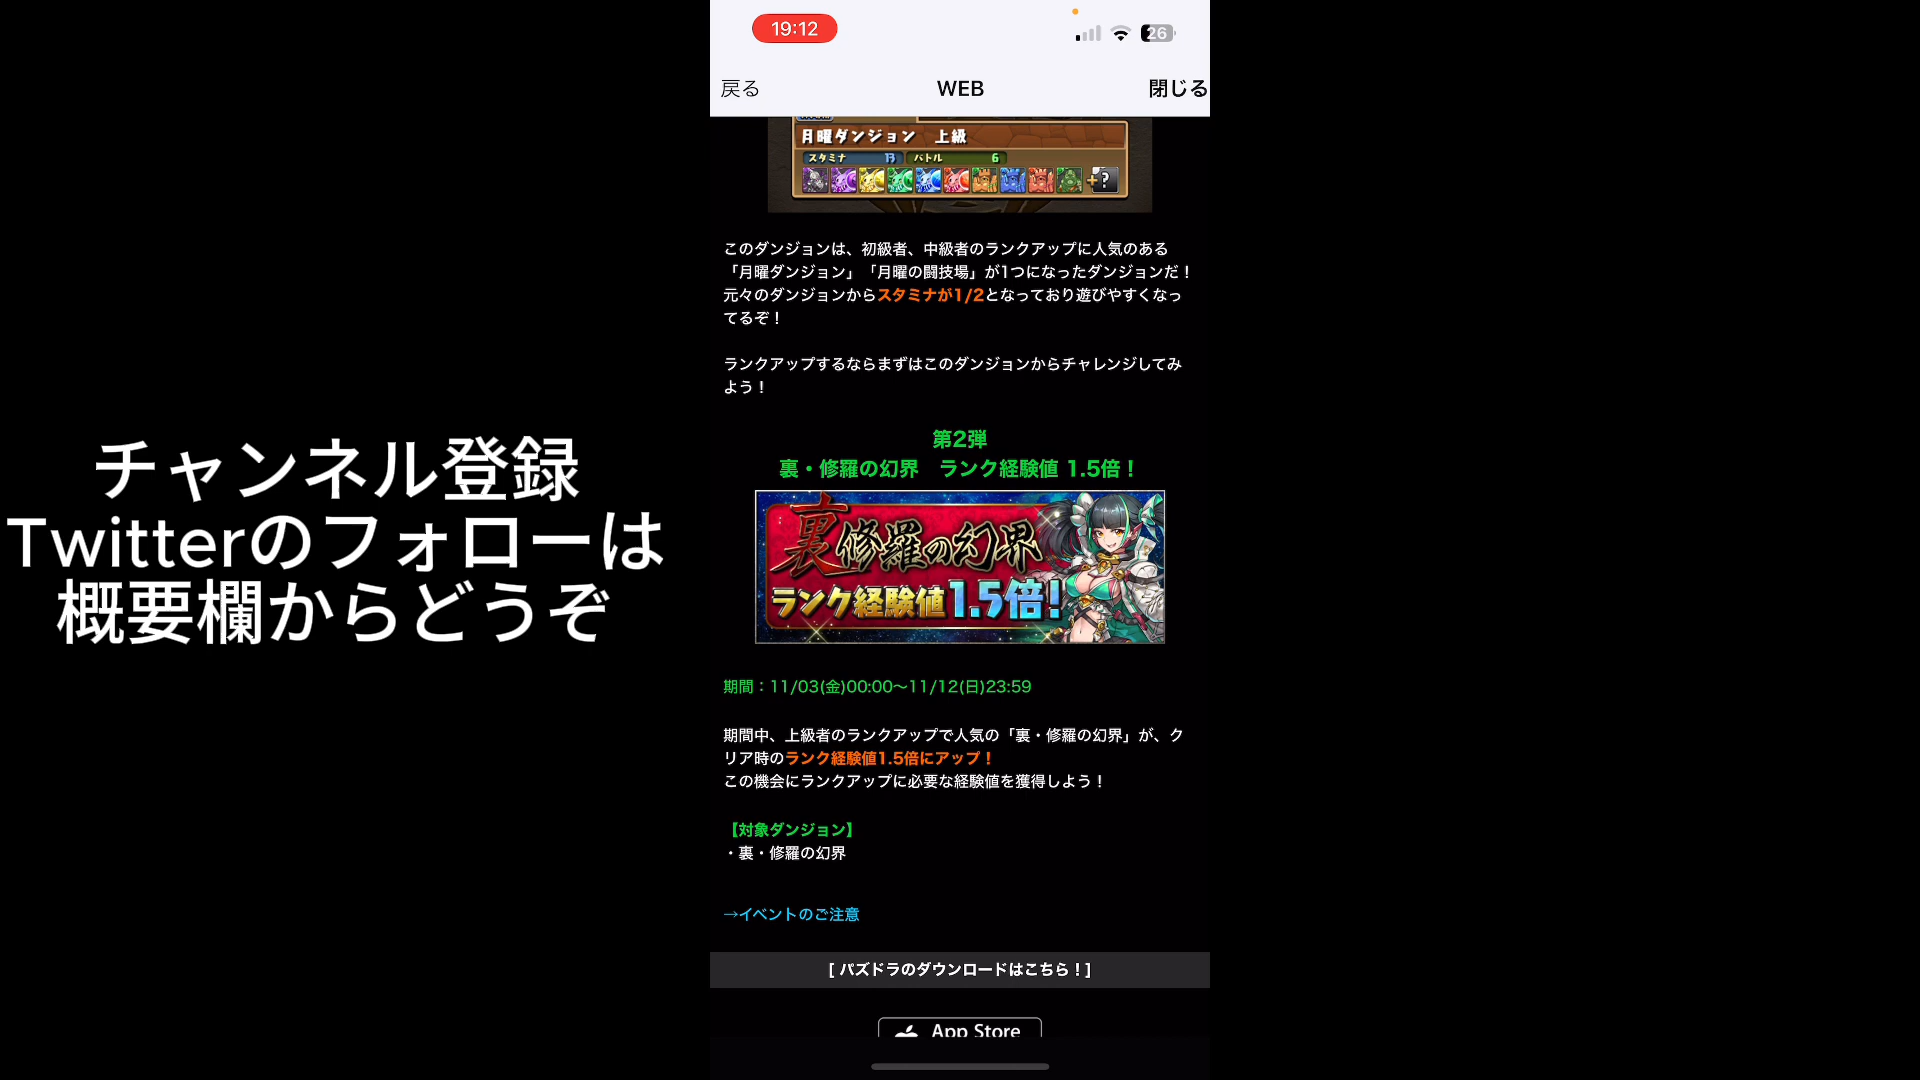 19:12
26
戻る
WEB
閉じる
月曜ダンジョン 上級
スタミナ 13 バトル 6
+?
このダンジョンは、初級者、中級者のランクアップに人気のある
「月曜ダンジョン」「月曜の闘技場」が1つになったダンジョンだ！
元々のダンジョンからスタミナが1/2となっており遊びやすくなっ
てるぞ！
ランクアップするならまずはこのダンジョンからチャレンジしてみ
よう！
第2弾
裏・修羅の幻界 ランク経験値 1.5倍！
裏修羅の幻界
ランク経験値1.5倍!
期間：11/03(金)00:00〜11/12(日)23:59
期間中、上級者のランクアップで人気の「裏・修羅の幻界」が、ク
リア時のランク経験値1.5倍にアップ！
この機会にランクアップに必要な経験値を獲得しよう！
【対象ダンジョン】
・裏・修羅の幻界
→イベントのご注意
[ パズドラのダウンロードはこちら！]
App Store
チャンネル登録
Twitterのフォローは
概要欄からどうぞ